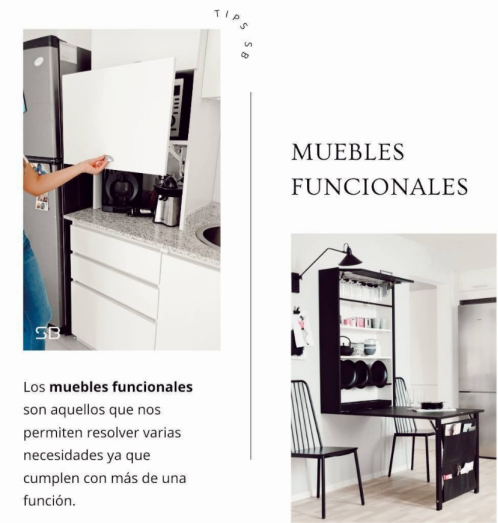 TIPS SB
MUEBLES
FUNCIONALES
SB
Los muebles funcionales
son aquellos que nos
permiten resolver varias
necesidades ya que
cumplen con más de una
función.